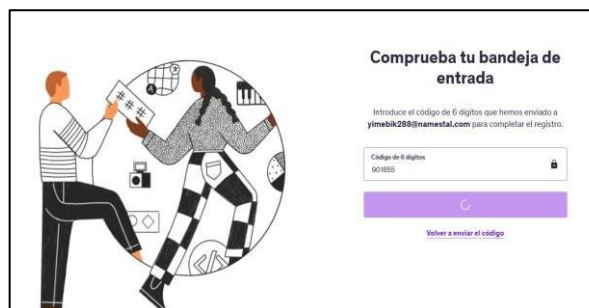 Comprueba tu bandeja de
entrada
Introduce el código de 6 dígitos que hemos enviado a
yimebik288@namestal.com para completar el registro.
Código de 6 dígitos
901855
Volver a enviar el código
# # #
A